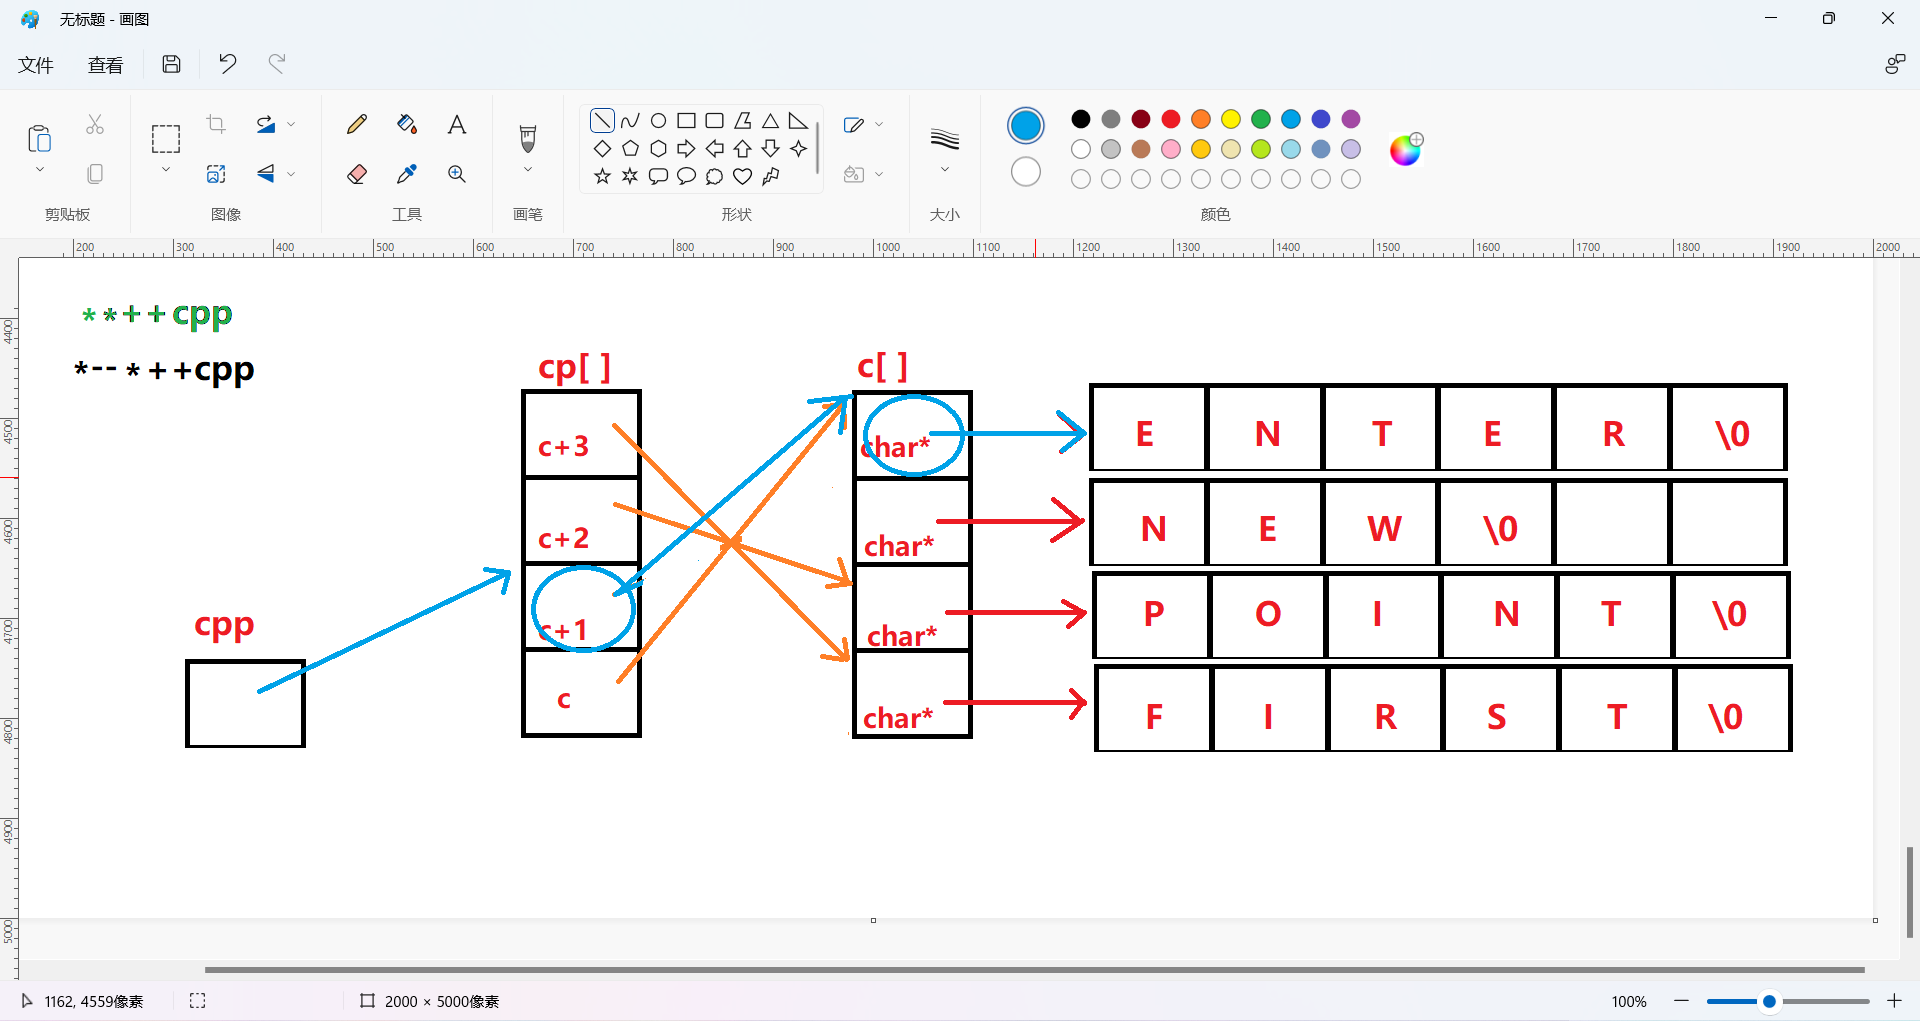 无标题 - 画图
文件 查看
剪贴板 图像 工具 画笔 形状 大小 颜色
200 300 400 500 600 700 800 900 1000 1100 1200 1300 1400 1500 1600 1700 1800 1900 2000
4400
4500
4600
4700
4800
4900
5000
**++cpp
*--*++cpp
cp[ ]
c[ ]
c+3
char*
E N T E R \0
c+2
char*
N E W \0
cpp
c+1
char*
P O I N T \0
c
char*
F I R S T \0
1162, 4559像素
2000 × 5000像素
100%